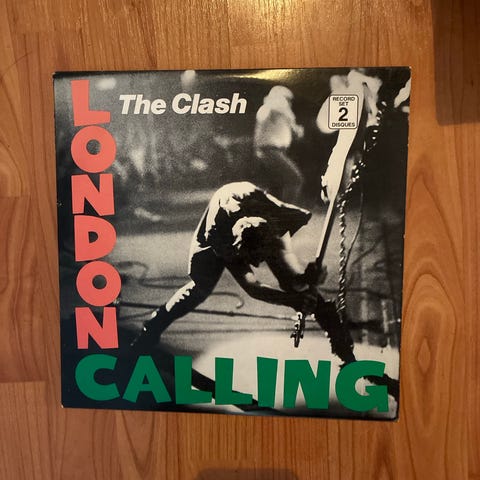 The Clash
LONDON
CALLING
RECORD
SET
2
DISQUES